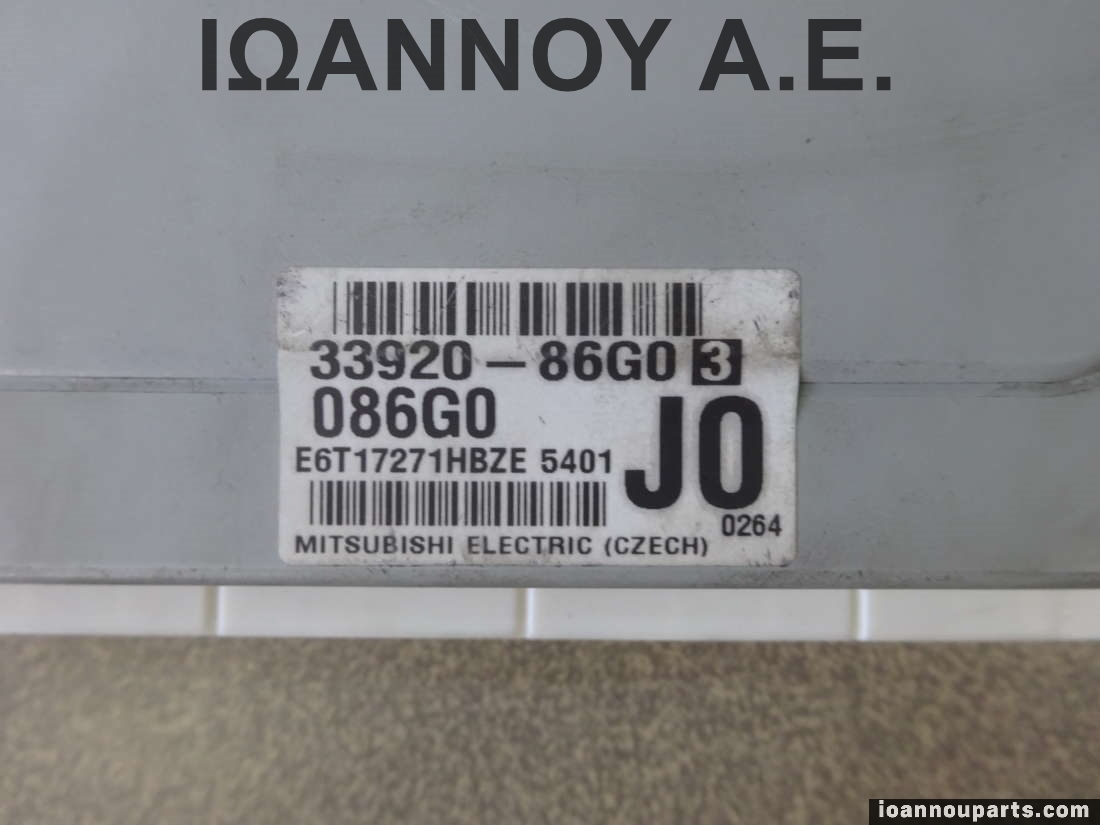 ΙΩΑΝΝΟΥ Α.Ε.
33920-86G0 3
086G0
J0
E6T17271HBZE 5401
0264
MITSUBISHI ELECTRIC (CZECH)
ioannouparts.com